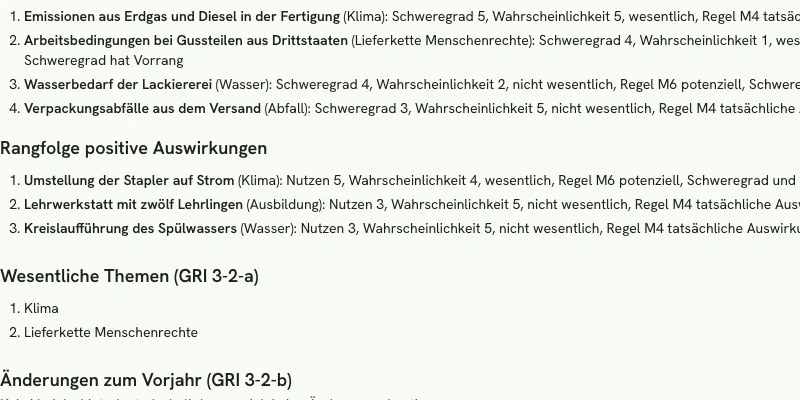 1. Emissionen aus Erdgas und Diesel in der Fertigung (Klima): Schweregrad 5, Wahrscheinlichkeit 5, wesentlich, Regel M4
2. Arbeitsbedingungen bei Gussteilen aus Drittstaaten (Lieferkette Menschenrechte): Schweregrad 4, Wahrscheinlichkeit 1,
Schweregrad hat Vorrang
3. Wasserbedarf der Lackiererei (Wasser): Schweregrad 4, Wahrscheinlichkeit 2, nicht wesentlich, Regel M6 potenziell,
4. Verpackungsabfälle aus dem Versand (Abfall): Schweregrad 3, Wahrscheinlichkeit 5, nicht wesentlich, Regel M4 tatsächliche
Rangfolge positive Auswirkungen
1. Umstellung der Stapler auf Strom (Klima): Nutzen 5, Wahrscheinlichkeit 4, wesentlich, Regel M6 potenziell, Schweregrad und
2. Lehrwerkstatt mit zwölf Lehrlingen (Ausbildung): Nutzen 3, Wahrscheinlichkeit 5, nicht wesentlich, Regel M4 tatsächliche
3. Kreislaufführung des Spülwassers (Wasser): Nutzen 3, Wahrscheinlichkeit 5, nicht wesentlich, Regel M4 tatsächliche
Wesentliche Themen (GRI 3-2-a)
1. Klima
2. Lieferkette Menschenrechte
Änderungen zum Vorjahr (GRI 3-2-b)